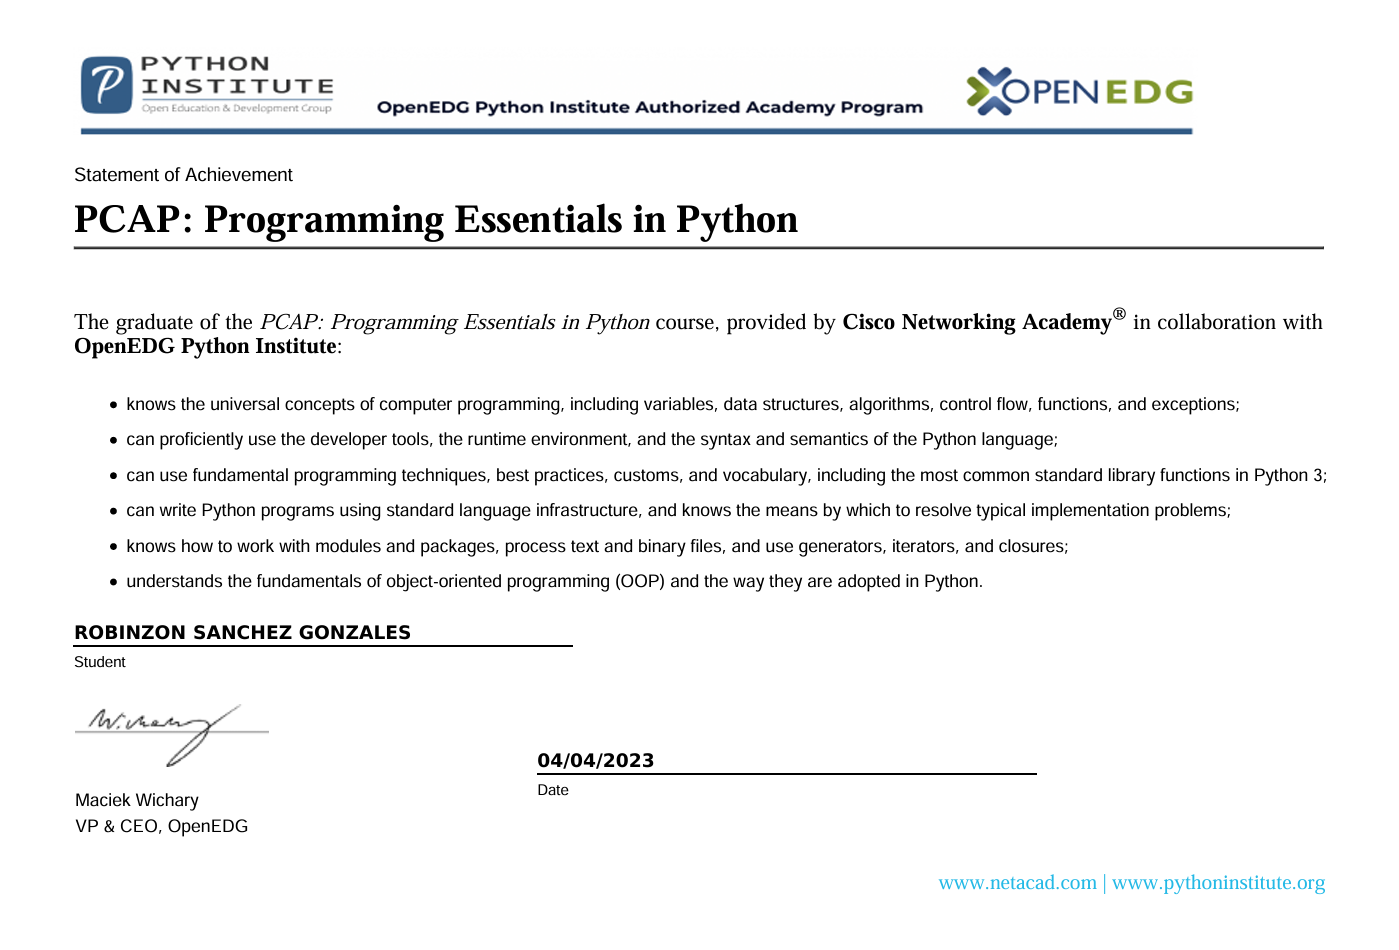 PYTHON
INSTITUTE
Open Education & Development Group
OpenEDG Python Institute Authorized Academy Program
OPENEDG
Statement of Achievement
PCAP: Programming Essentials in Python
The graduate of the PCAP: Programming Essentials in Python course, provided by Cisco Networking Academy® in collaboration with
OpenEDG Python Institute:
• knows the universal concepts of computer programming, including variables, data structures, algorithms, control flow, functions, and exceptions;
• can proficiently use the developer tools, the runtime environment, and the syntax and semantics of the Python language;
• can use fundamental programming techniques, best practices, customs, and vocabulary, including the most common standard library functions in Python 3;
• can write Python programs using standard language infrastructure, and knows the means by which to resolve typical implementation problems;
• knows how to work with modules and packages, process text and binary files, and use generators, iterators, and closures;
• understands the fundamentals of object-oriented programming (OOP) and the way they are adopted in Python.
ROBINZON SANCHEZ GONZALES
Student
W.Wichary
04/04/2023
Date
Maciek Wichary
VP & CEO, OpenEDG
www.netacad.com | www.pythoninstitute.org